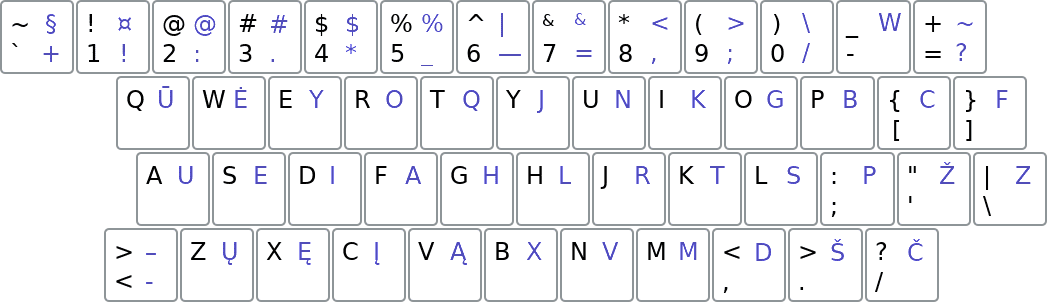 ~ § ! ¤ @ @ # # $ $ % % ^ | & & * < ( > ) \ _ W + ~
` + 1 ! 2 : 3 . 4 * 5 _ 6 — 7 = 8 , 9 ; 0 / - = ?
Q Ū W Ė E Y R O T Q Y J U N I K O G P B { C } F
[ ]
A U S E D I F A G H H L J R K T L S : P " Ž | Z
; ' \
> – Z Ų X Ę C Į V Ą B X N V M M < D > Š ? Č
< - , . /